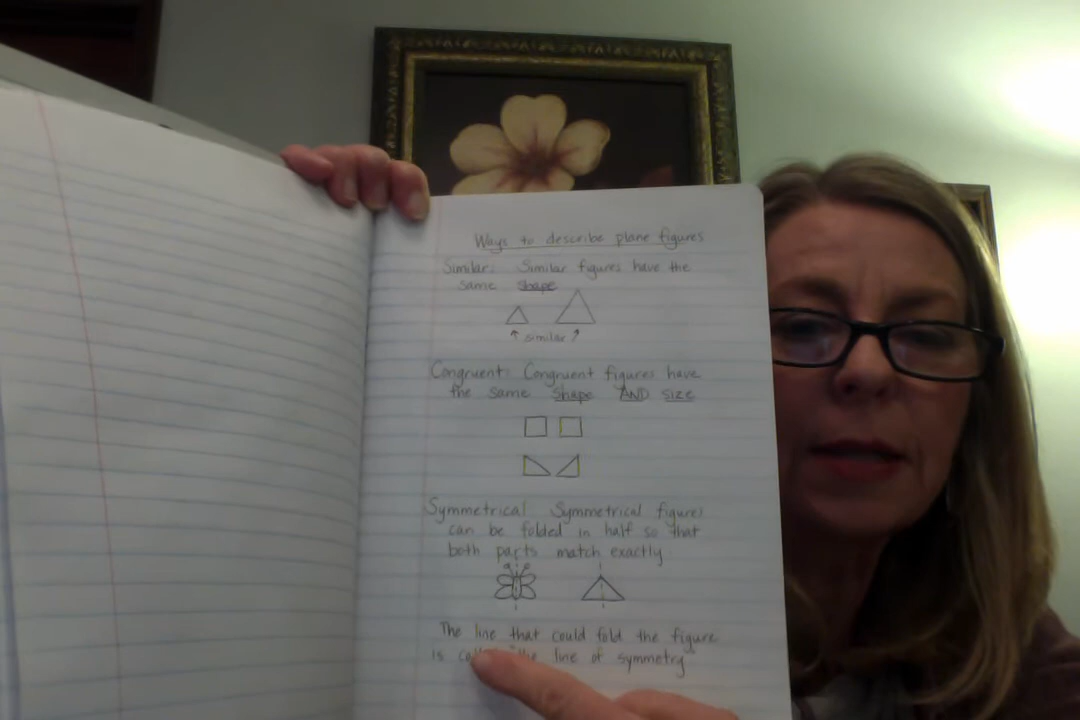 Ways to describe plane figures
Similar: Similar figures have the
same shape
↑ similar ↗
Congruent: Congruent figures have
the same shape AND size
Symmetrical Symmetrical figures
can be folded in half so that
both parts match exactly
The line that could fold the figure
is the line of symmetry